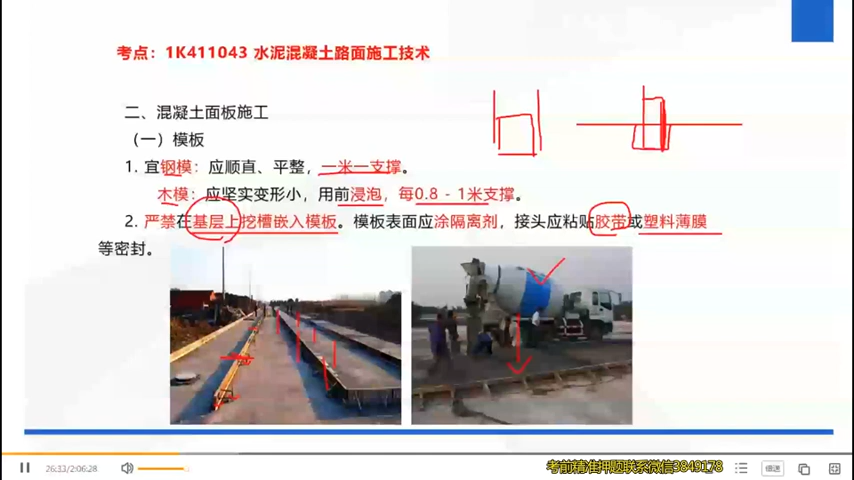 考点：1K411043 水泥混凝土路面施工技术
二、混凝土面板施工
（一）模板
1. 宜钢模：应顺直、平整，一米一支撑。
木模：应坚实变形小，用前浸泡，每0.8 - 1米支撑。
2. 严禁在基层上挖槽嵌入模板。模板表面应涂隔离剂，接头应粘贴胶带或塑料薄膜
等密封。
26:33/2:06:28
考前精准押题联系微信3849178
倍速